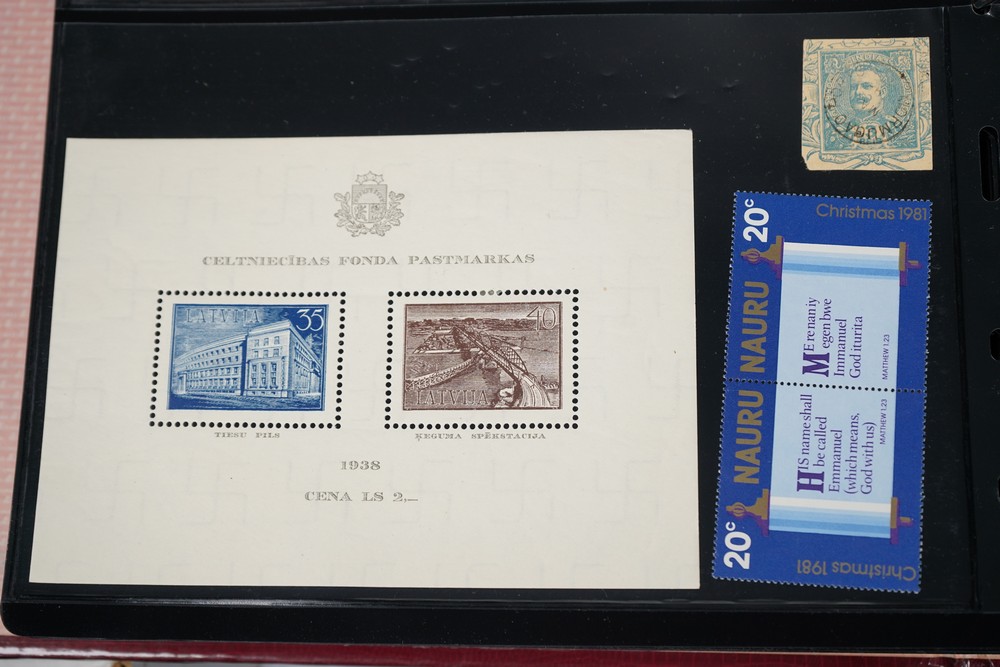 CELTNIECĪBAS FONDA PASTMARKAS
LATVIJA 35
TIESU PILS
40
LATVIJA
ĶEGUMA SPĒKSTACIJA
1938
CENA LS 2,—
Christmas 1981
20c
NAURU
ME renaniy
egen bwe
Immanuel
God iturita
MATTHEW 1:23
NAURU
HIS name shall
be called
Emmanuel
(which means,
God with us)
MATTHEW 1:23
20c
Christmas 1981